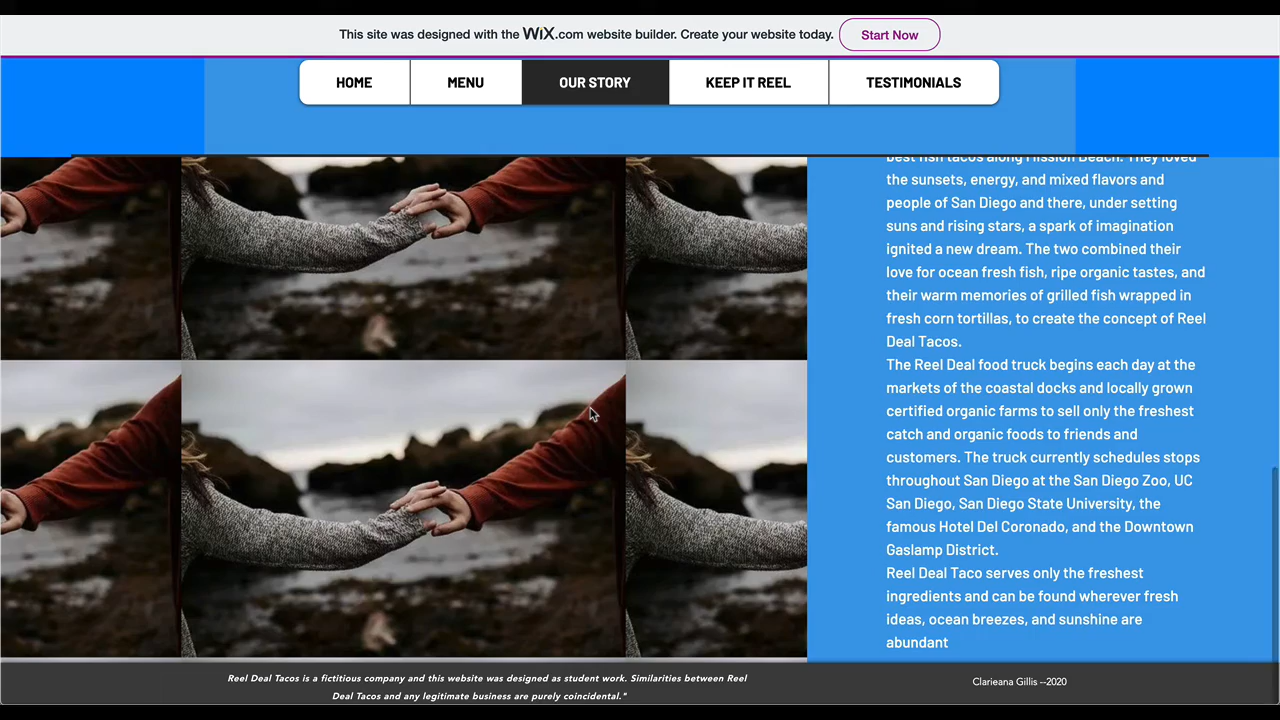 This site was designed with the WiX.com website builder. Create your website today.
Start Now
HOME
MENU
OUR STORY
KEEP IT REEL
TESTIMONIALS
best fish tacos along Mission Beach. They loved
the sunsets, energy, and mixed flavors and
people of San Diego and there, under setting
suns and rising stars, a spark of imagination
ignited a new dream. The two combined their
love for ocean fresh fish, ripe organic tastes, and
their warm memories of grilled fish wrapped in
fresh corn tortillas, to create the concept of Reel
Deal Tacos.
The Reel Deal food truck begins each day at the
markets of the coastal docks and locally grown
certified organic farms to sell only the freshest
catch and organic foods to friends and
customers. The truck currently schedules stops
throughout San Diego at the San Diego Zoo, UC
San Diego, San Diego State University, the
famous Hotel Del Coronado, and the Downtown
Gaslamp District.
Reel Deal Taco serves only the freshest
ingredients and can be found wherever fresh
ideas, ocean breezes, and sunshine are
abundant
Reel Deal Tacos is a fictitious company and this website was designed as student work. Similarities between Reel
Deal Tacos and any legitimate business are purely coincidental."
Clarieana Gillis --2020